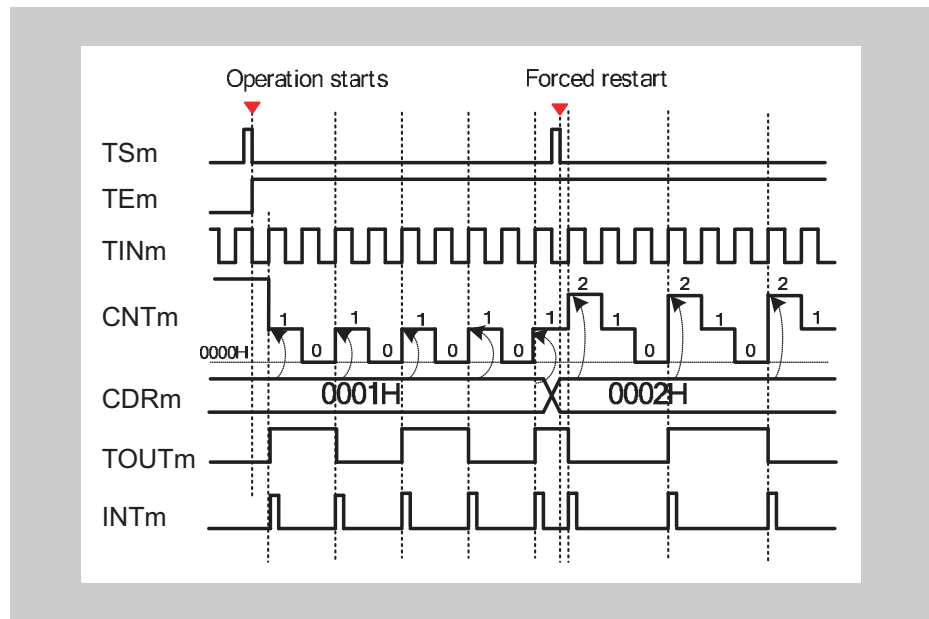 Operation starts Forced restart
TSm
TEm
TINm
2 2 2
CNTm 1 1 1 1 1 1 1 1
0000H 0 0 0 0 0 0
CDRm 0001H 0002H
TOUTm
INTm